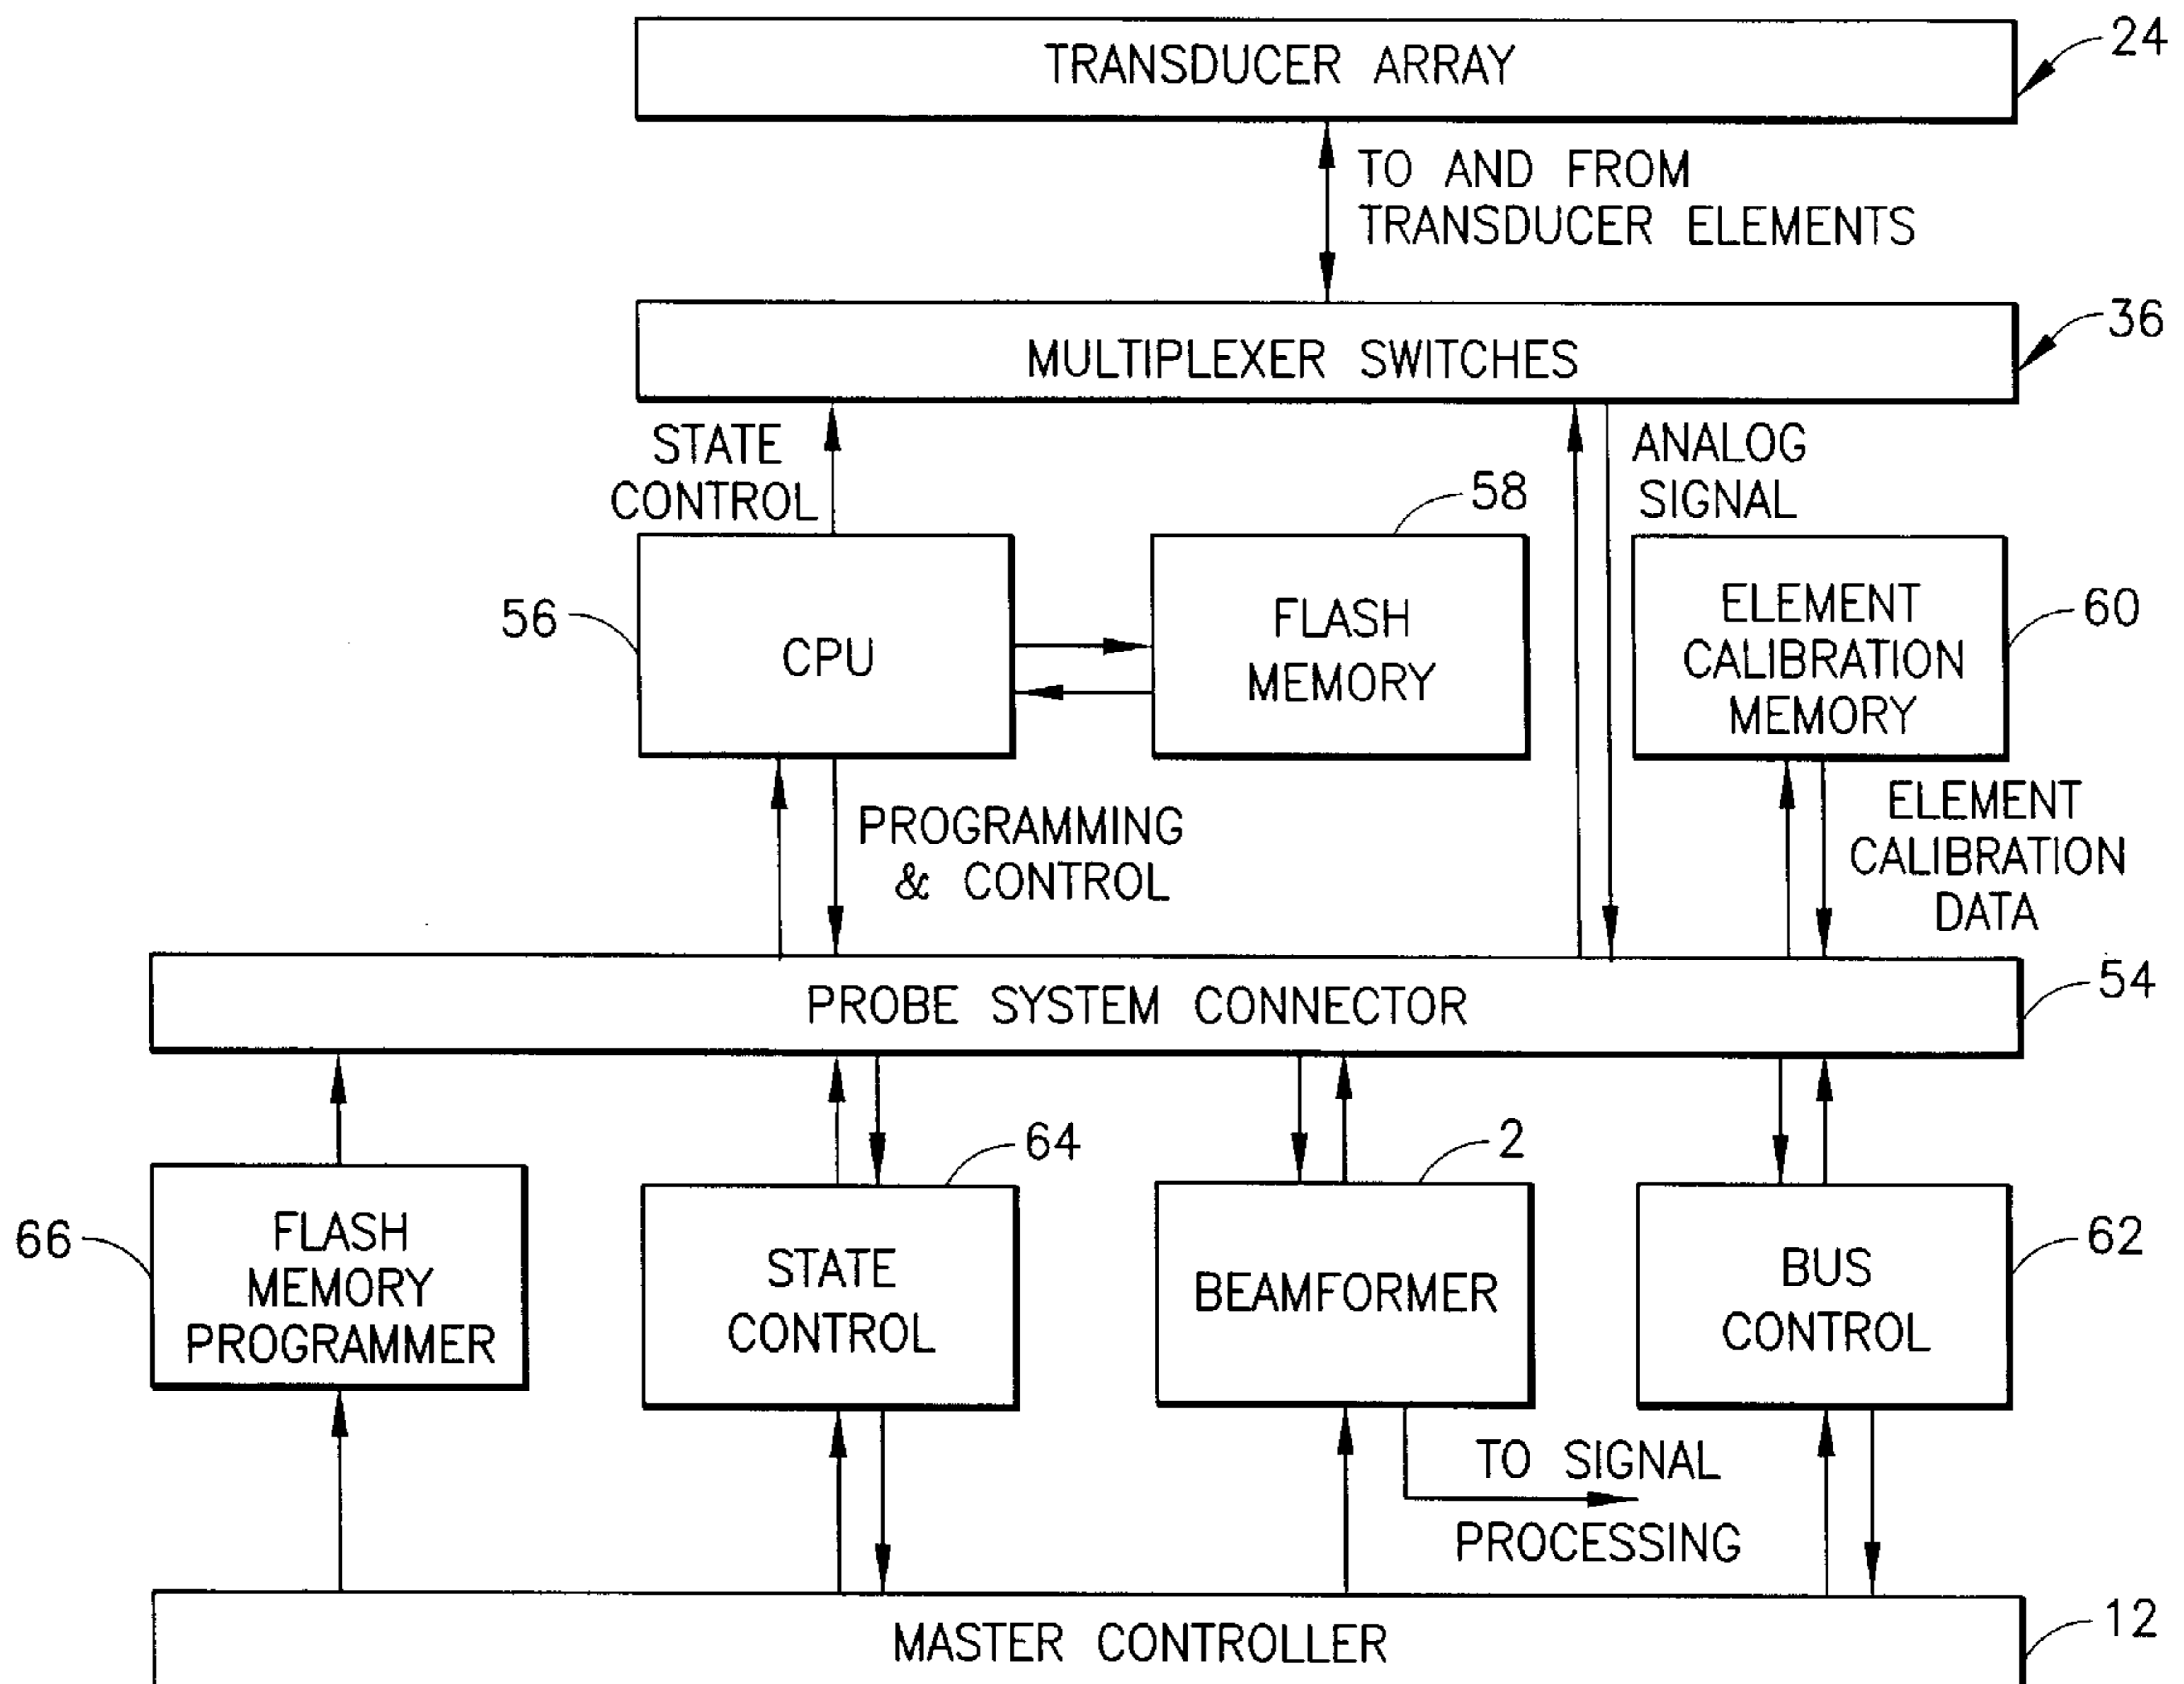 TRANSDUCER ARRAY
24
TO AND FROM
TRANSDUCER ELEMENTS
MULTIPLEXER SWITCHES
36
STATE
CONTROL
ANALOG
SIGNAL
56
CPU
58
FLASH
MEMORY
ELEMENT
CALIBRATION
MEMORY
60
PROGRAMMING
& CONTROL
ELEMENT
CALIBRATION
DATA
PROBE SYSTEM CONNECTOR
54
66
FLASH
MEMORY
PROGRAMMER
64
STATE
CONTROL
2
BEAMFORMER
62
BUS
CONTROL
TO SIGNAL
PROCESSING
MASTER CONTROLLER
12